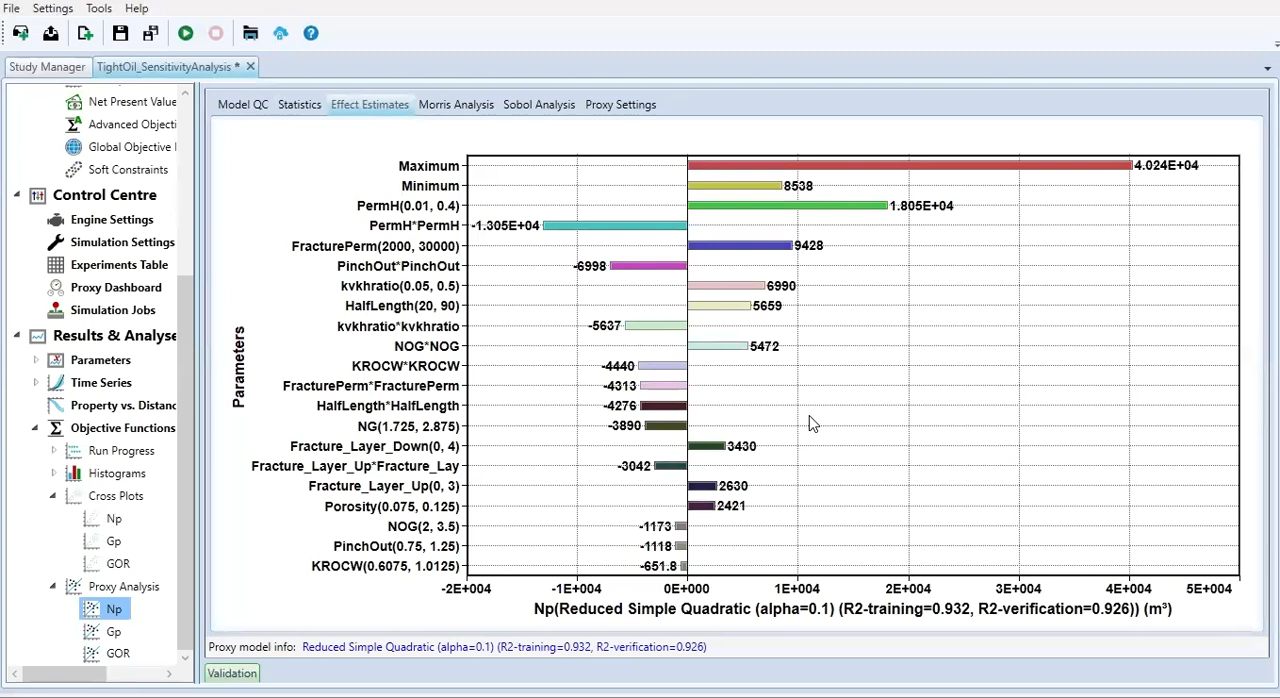 File Settings Tools Help
Study Manager TightOil_SensitivityAnalysis *
Net Present Value
Advanced Objecti
Global Objective
Soft Constraints
Control Centre
Engine Settings
Simulation Settings
Experiments Table
Proxy Dashboard
Simulation Jobs
Results & Analyse
Parameters
Time Series
Property vs. Distanc
Objective Functions
Run Progress
Histograms
Cross Plots
Np
Gp
GOR
Proxy Analysis
Np
Gp
GOR
Model QC Statistics Effect Estimates Morris Analysis Sobol Analysis Proxy Settings
Parameters
Maximum 4.024E+04
Minimum 8538
PermH(0.01, 0.4) 1.805E+04
PermH*PermH -1.305E+04
FracturePerm(2000, 30000) 9428
PinchOut*PinchOut -6998
kvkhratio(0.05, 0.5) 6990
HalfLength(20, 90) 5659
kvkhratio*kvkhratio -5637
NOG*NOG 5472
KROCW*KROCW -4440
FracturePerm*FracturePerm -4313
HalfLength*HalfLength -4276
NG(1.725, 2.875) -3890
Fracture_Layer_Down(0, 4) 3430
Fracture_Layer_Up*Fracture_Lay -3042
Fracture_Layer_Up(0, 3) 2630
Porosity(0.075, 0.125) 2421
NOG(2, 3.5) -1173
PinchOut(0.75, 1.25) -1118
KROCW(0.6075, 1.0125) -651.8
-2E+004 -1E+004 0E+000 1E+004 2E+004 3E+004 4E+004 5E+004
Np(Reduced Simple Quadratic (alpha=0.1) (R2-training=0.932, R2-verification=0.926)) (m³)
Proxy model info: Reduced Simple Quadratic (alpha=0.1) (R2-training=0.932, R2-verification=0.926)
Validation